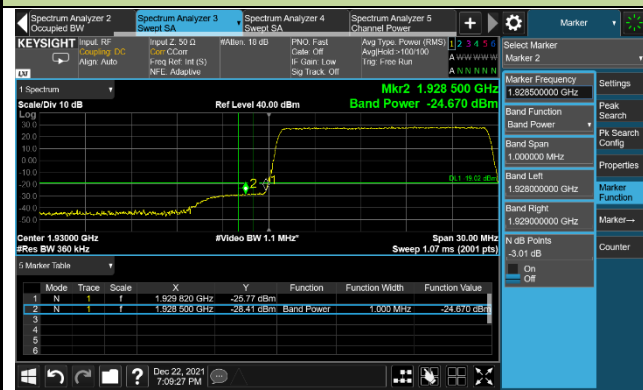 Spectrum Analyzer 2
Occupied BW
Spectrum Analyzer 3
Swept SA
Spectrum Analyzer 4
Swept SA
Spectrum Analyzer 5
Channel Power
Marker
KEYSIGHT
Input: RF
Coupling: DC
Align: Auto
Input Z: 50 Ω
Corr CCorr
Freq Ref: Int (S)
NFE: Adaptive
#Atten: 18 dB
PNO: Fast
Gate: Off
IF Gain: Low
Sig Track: Off
Avg Type: Power (RMS)
Avg|Hold >100/100
Trig: Free Run
1 2 3 4 5 6
A W W W W W
A N N N N N
LXI
Select Marker
Marker 2
1 Spectrum
Scale/Div 10 dB
Ref Level 40.00 dBm
Mkr2 1.928 500 GHz
Band Power -24.670 dBm
Log
30.0
20.0
10.0
0.00
-10.0
-20.0
-30.0
-40.0
-50.0
2
Center 1.93000 GHz
#Res BW 360 kHz
#Video BW 1.1 MHz*
Span 30.00 MHz
Sweep 1.07 ms (2001 pts)
5 Marker Table
Mode Trace Scale X Y Function Function Width Function Value
1 N 1 f 1.929 820 GHz -25.77 dBm
2 N 1 f 1.928 500 GHz -28.41 dBm Band Power 1.000 MHz -24.670 dBm
3
4
5
6
Marker Frequency
1.928500000 GHz
Band Function
Band Power
Band Span
1.000000 MHz
Band Left
1.928000000 GHz
Band Right
1.929000000 GHz
N dB Points
-3.01 dB
On
Off
Settings
Peak
Search
Pk Search
Config
Properties
Marker
Function
Marker→
Counter
?
Dec 22, 2021
7:09:27 PM